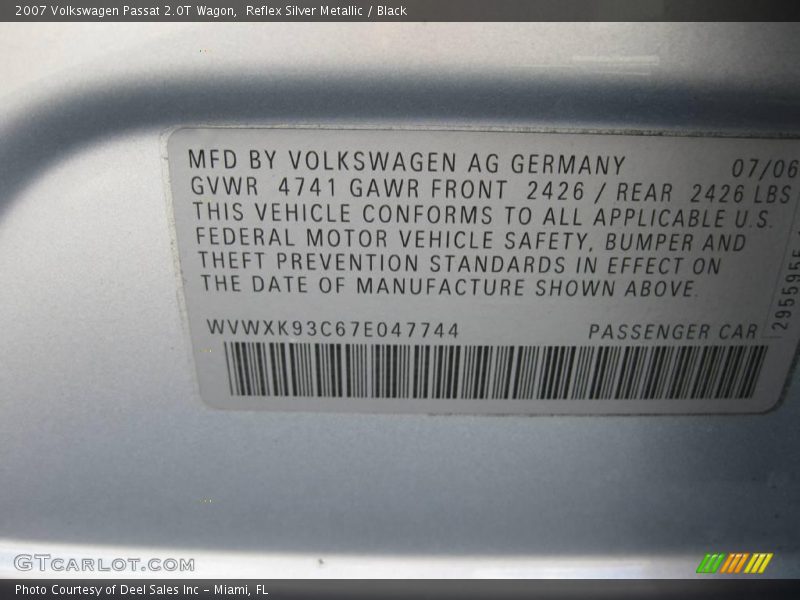 2007 Volkswagen Passat 2.0T Wagon,  Reflex Silver Metallic / Black
MFD BY VOLKSWAGEN AG GERMANY 07/06
GVWR 4741 GAWR FRONT 2426 / REAR 2426 LBS
THIS VEHICLE CONFORMS TO ALL APPLICABLE U.S.
FEDERAL MOTOR VEHICLE SAFETY, BUMPER AND
THEFT PREVENTION STANDARDS IN EFFECT ON
THE DATE OF MANUFACTURE SHOWN ABOVE.
WVWXK93C67E047744 PASSENGER CAR
GTCARLOT.COM
Photo Courtesy of Deel Sales Inc - Miami, FL